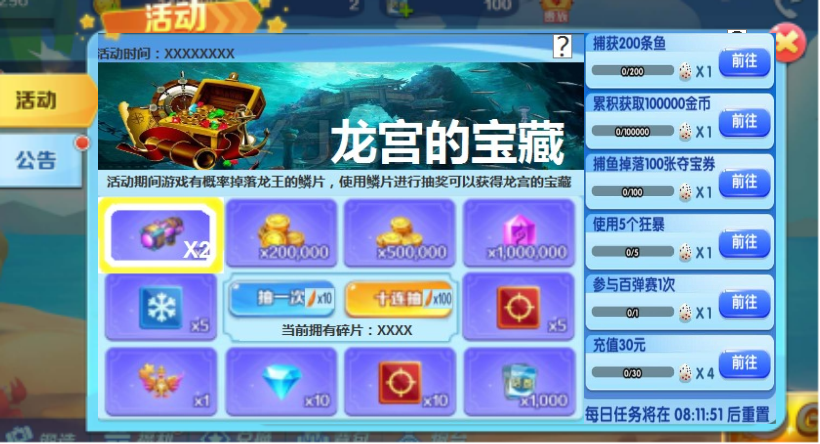 活动
2
100
活动时间：XXXXXXXX
?
活动
公告
龙宫的宝藏
活动期间游戏有概率掉落龙王的鳞片，使用鳞片进行抽奖可以获得龙宫的宝藏
X2
x200,000
x500,000
x1,000,000
x5
抽一次 x10
十连抽 x100
x5
当前拥有碎片：XXXX
x1
x10
x10
x1,000
捕获200条鱼
0/200
X1
前往
累积获取100000金币
0/100000
X1
前往
捕鱼掉落100张夺宝券
0/100
X1
前往
使用5个狂暴
0/5
X1
前往
参与百弹赛1次
0/1
X1
前往
充值30元
0/30
X4
前往
每日任务将在 08:11:51 后重置